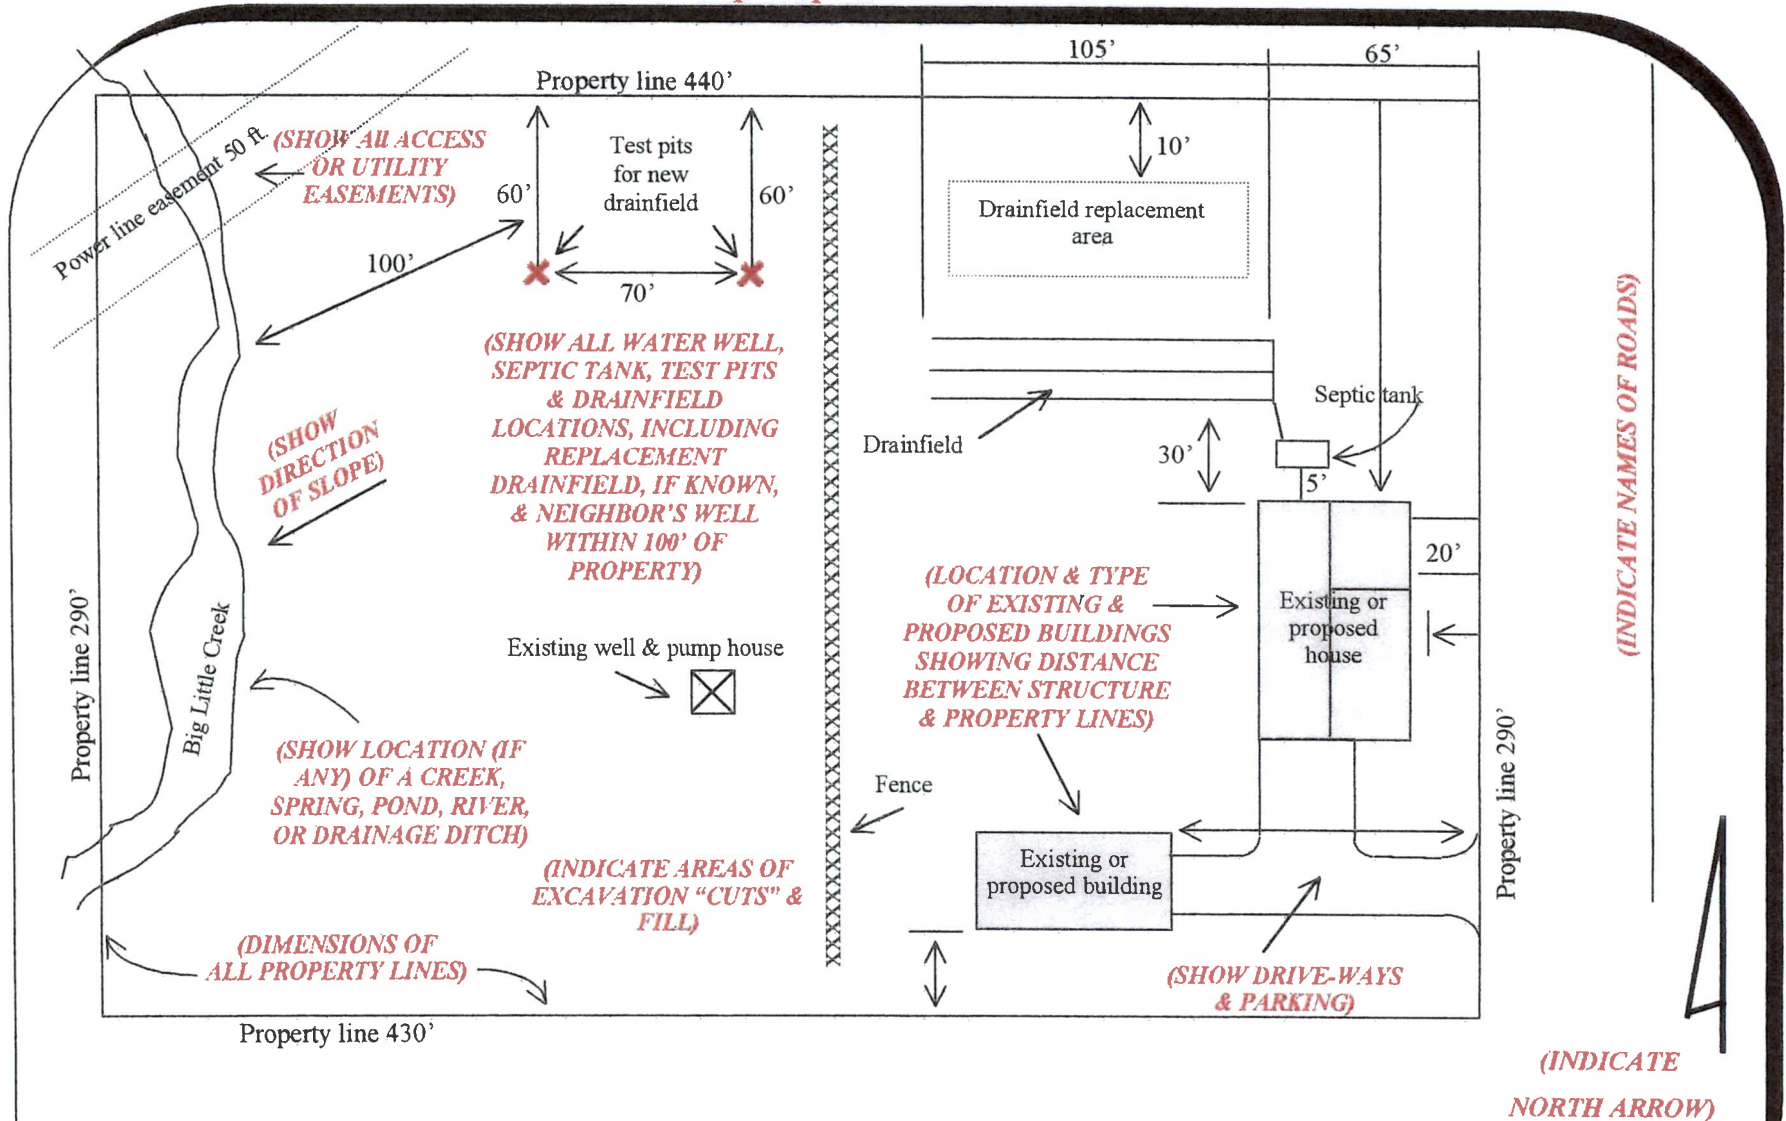 105’
65’
Property line 440’
Power line easement 50 ft.
(SHOW All ACCESS
OR UTILITY
EASEMENTS)
60’
Test pits
for new
drainfield
60’
10’
Drainfield replacement
area
100’
70’
(SHOW ALL WATER WELL,
SEPTIC TANK, TEST PITS
& DRAINFIELD
LOCATIONS, INCLUDING
REPLACEMENT
DRAINFIELD, IF KNOWN,
& NEIGHBOR’S WELL
WITHIN 100’ OF
PROPERTY)
(SHOW
DIRECTION
OF SLOPE)
Septic tank
Drainfield
30’
5’
20’
(INDICATE NAMES OF ROADS)
(LOCATION & TYPE
OF EXISTING &
PROPOSED BUILDINGS
SHOWING DISTANCE
BETWEEN STRUCTURE
& PROPERTY LINES)
Existing or
proposed
house
Property line 290’
Big Little Creek
Existing well & pump house
(SHOW LOCATION (IF
ANY) OF A CREEK,
SPRING, POND, RIVER,
OR DRAINAGE DITCH)
Fence
Property line 290’
Existing or
proposed building
(INDICATE AREAS OF
EXCAVATION “CUTS” &
FILL)
(DIMENSIONS OF
ALL PROPERTY LINES)
(SHOW DRIVE-WAYS
& PARKING)
Property line 430’
(INDICATE
NORTH ARROW)